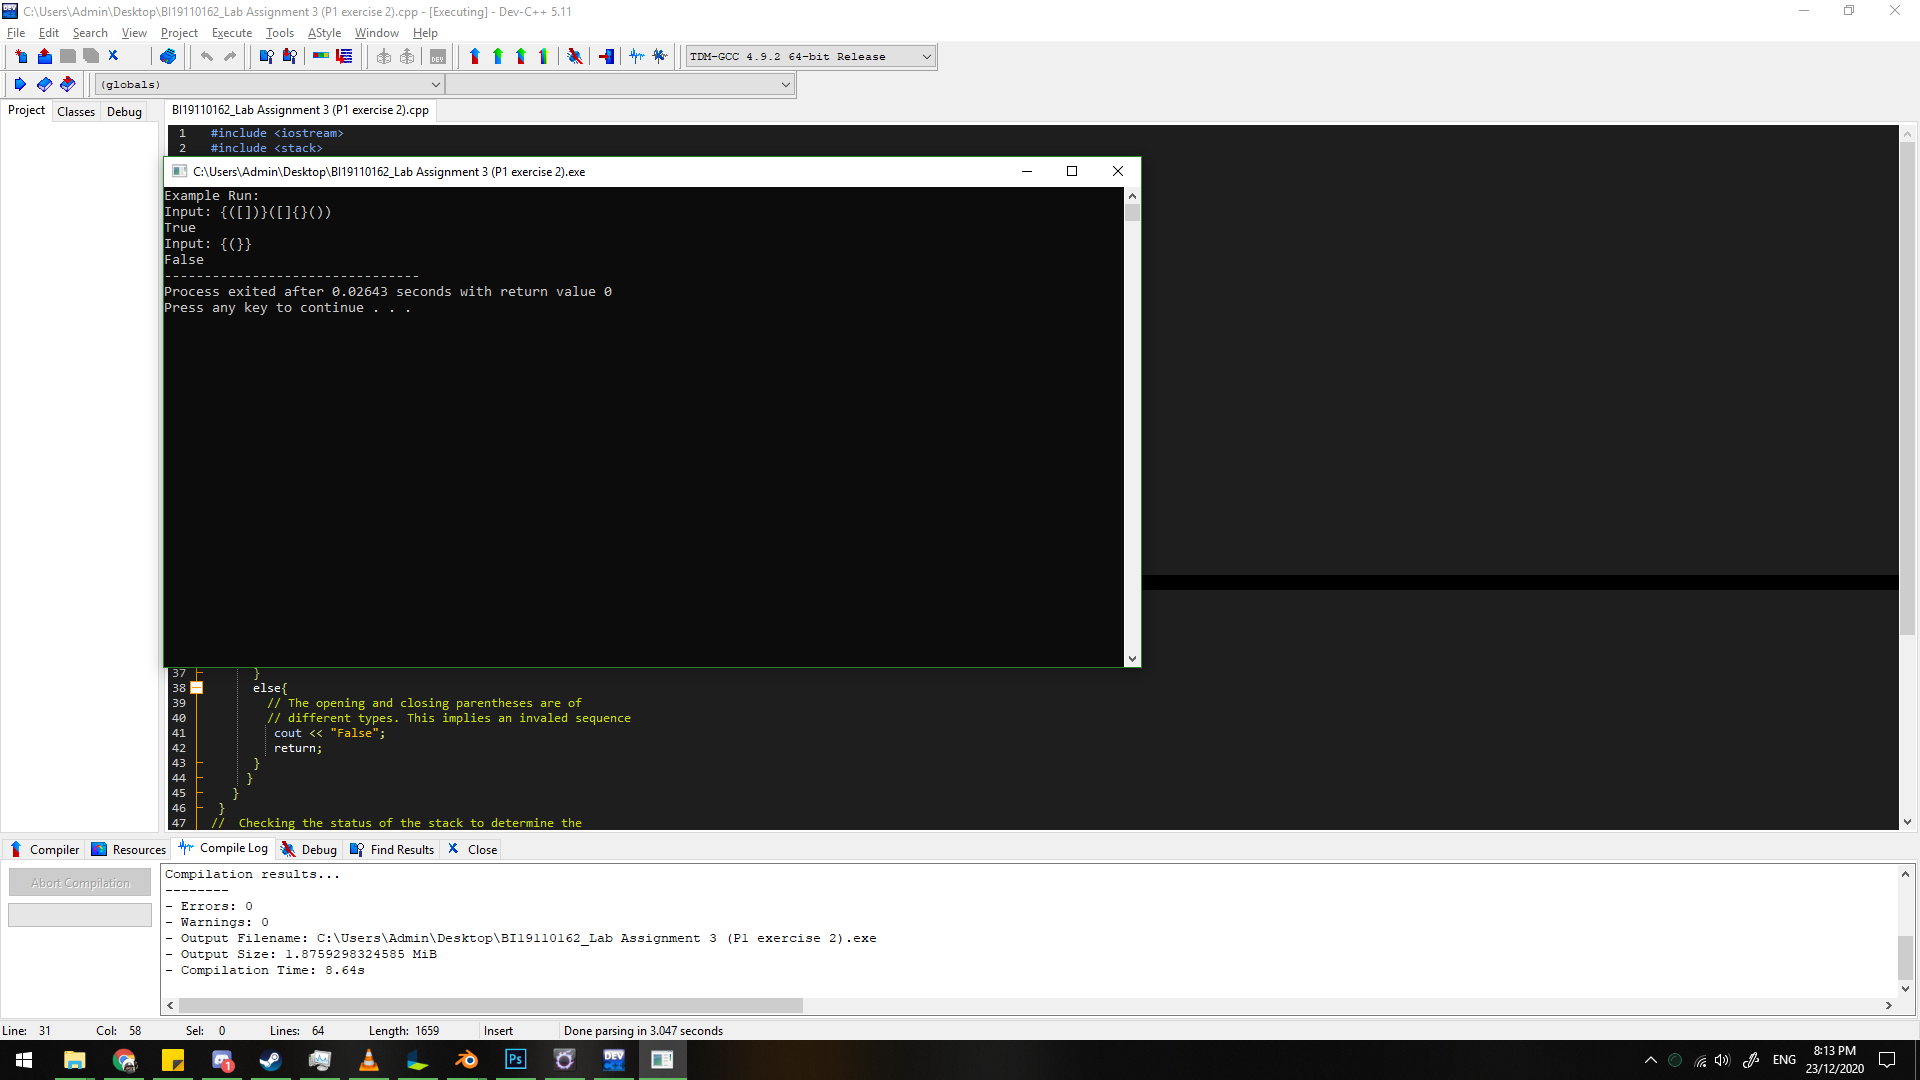 C:\Users\Admin\Desktop\BI19110162_Lab Assignment 3 (P1 exercise 2).cpp - [Executing] - Dev-C++ 5.11
File Edit Search View Project Execute Tools AStyle Window Help
TDM-GCC 4.9.2 64-bit Release
(globals)
Project Classes Debug
BI19110162_Lab Assignment 3 (P1 exercise 2).cpp
1 #include <iostream>
2 #include <stack>
C:\Users\Admin\Desktop\BI19110162_Lab Assignment 3 (P1 exercise 2).exe
Example Run:
Input: {([])}([]{}())
True
Input: {(}}
False
--------------------------------
Process exited after 0.02643 seconds with return value 0
Press any key to continue . . .
37 }
38 else{
39 // The opening and closing parentheses are of
40 // different types. This implies an invaled sequence
41 cout << "False";
42 return;
43 }
44 }
45 }
46 }
47 // Checking the status of the stack to determine the
Compiler Resources Compile Log Debug Find Results Close
Abort Compilation
Compilation results...
--------
- Errors: 0
- Warnings: 0
- Output Filename: C:\Users\Admin\Desktop\BI19110162_Lab Assignment 3 (P1 exercise 2).exe
- Output Size: 1.8759298324585 MiB
- Compilation Time: 8.64s
Line: 31 Col: 58 Sel: 0 Lines: 64 Length: 1659 Insert Done parsing in 3.047 seconds
1
Ps
DEV
ENG
8:13 PM
23/12/2020